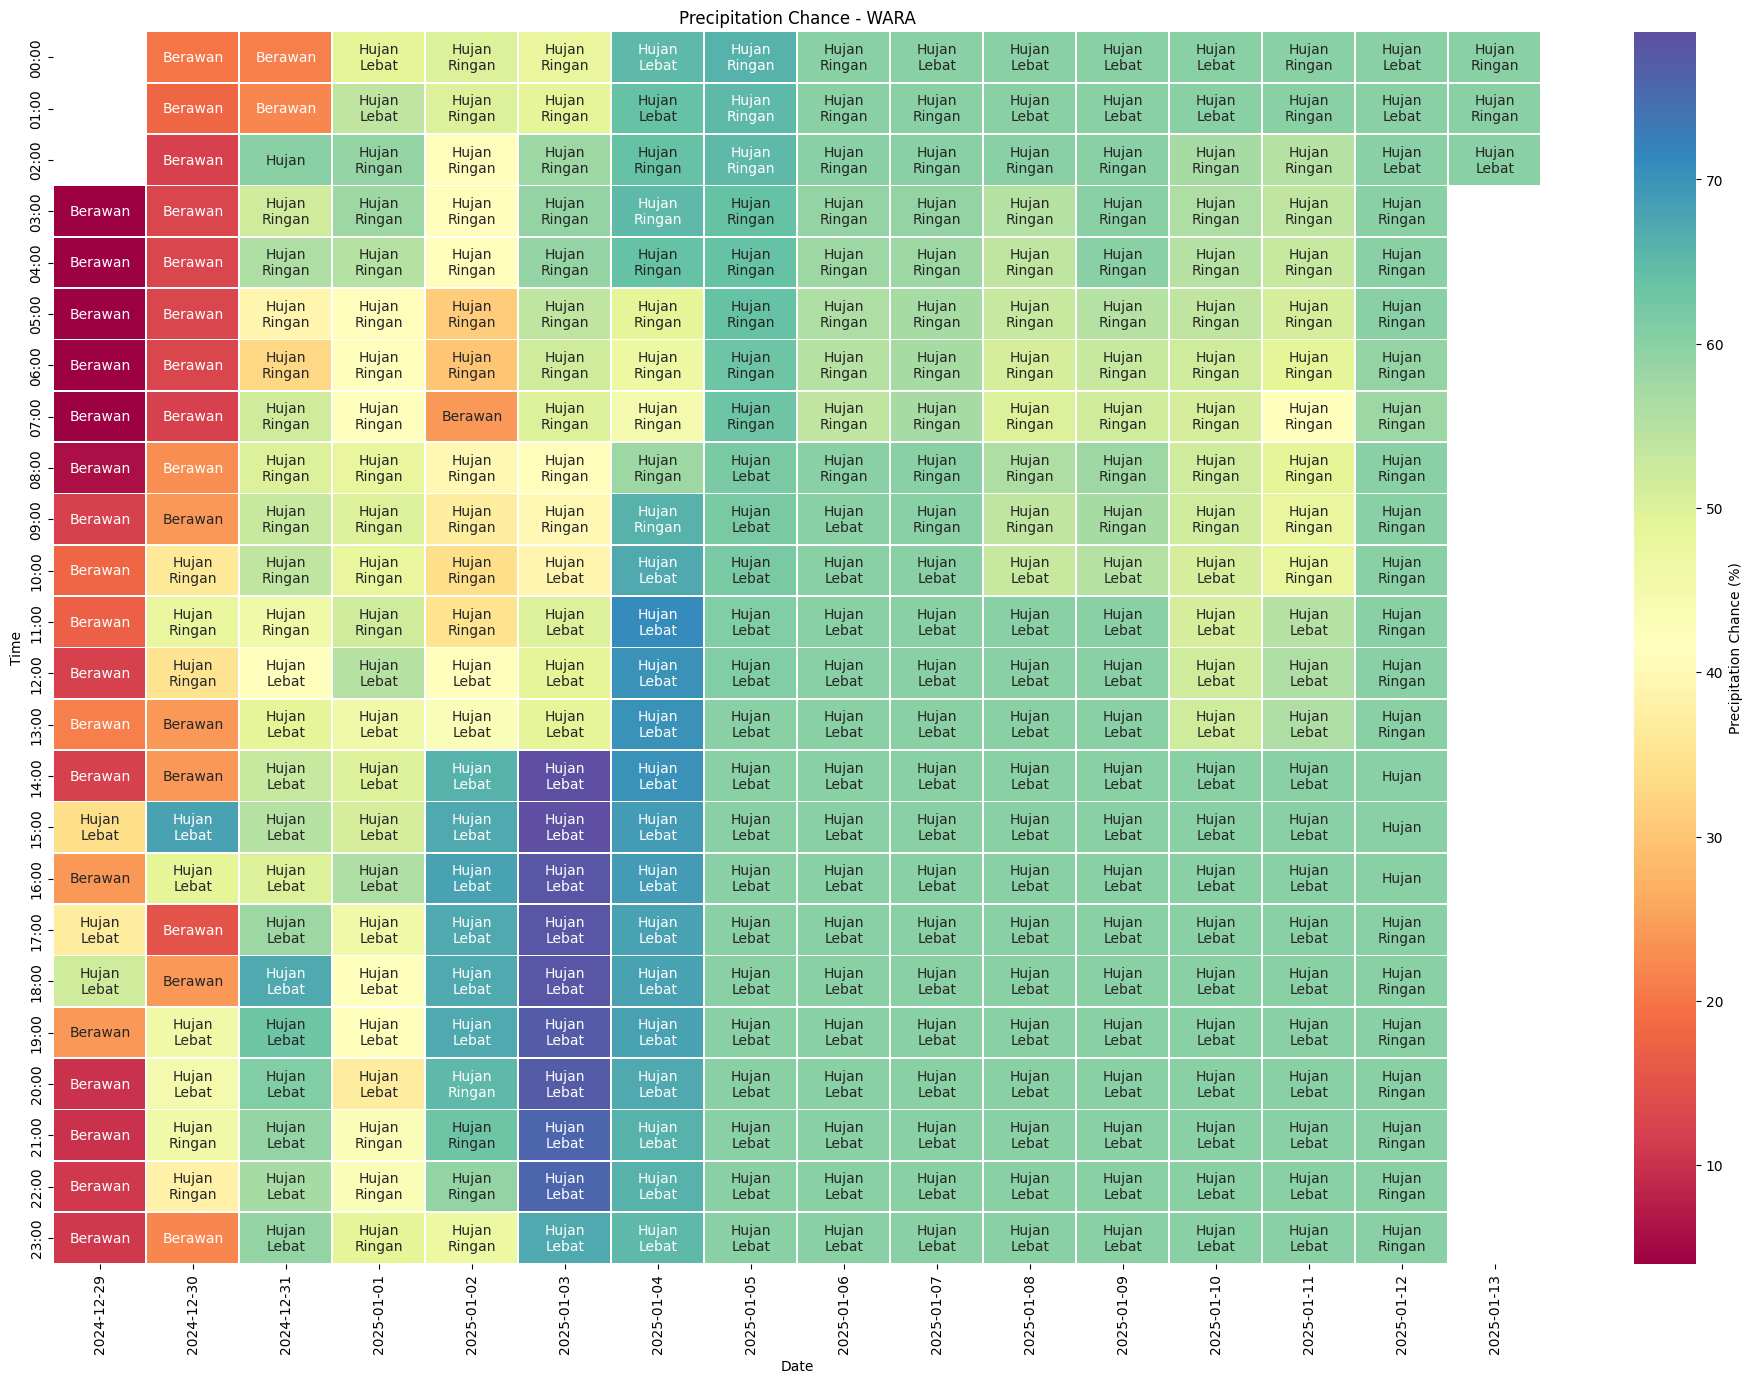 Precipitation Chance - WARA
Time
00:00 Berawan Berawan Hujan Lebat Hujan Ringan Hujan Ringan Hujan Lebat Hujan Ringan Hujan Ringan Hujan Lebat Hujan Lebat Hujan Lebat Hujan Lebat Hujan Ringan Hujan Lebat Hujan Ringan
01:00 Berawan Berawan Hujan Lebat Hujan Ringan Hujan Ringan Hujan Lebat Hujan Ringan Hujan Ringan Hujan Ringan Hujan Lebat Hujan Lebat Hujan Lebat Hujan Ringan Hujan Lebat Hujan Ringan
02:00 Berawan Hujan Hujan Ringan Hujan Ringan Hujan Ringan Hujan Ringan Hujan Ringan Hujan Ringan Hujan Ringan Hujan Ringan Hujan Ringan Hujan Ringan Hujan Ringan Hujan Lebat Hujan Lebat
03:00 Berawan Berawan Hujan Ringan Hujan Ringan Hujan Ringan Hujan Ringan Hujan Ringan Hujan Ringan Hujan Ringan Hujan Ringan Hujan Ringan Hujan Ringan Hujan Ringan Hujan Ringan Hujan Ringan
04:00 Berawan Berawan Hujan Ringan Hujan Ringan Hujan Ringan Hujan Ringan Hujan Ringan Hujan Ringan Hujan Ringan Hujan Ringan Hujan Ringan Hujan Ringan Hujan Ringan Hujan Ringan Hujan Ringan
05:00 Berawan Berawan Hujan Ringan Hujan Ringan Hujan Ringan Hujan Ringan Hujan Ringan Hujan Ringan Hujan Ringan Hujan Ringan Hujan Ringan Hujan Ringan Hujan Ringan Hujan Ringan Hujan Ringan
06:00 Berawan Berawan Hujan Ringan Hujan Ringan Hujan Ringan Hujan Ringan Hujan Ringan Hujan Ringan Hujan Ringan Hujan Ringan Hujan Ringan Hujan Ringan Hujan Ringan Hujan Ringan Hujan Ringan
07:00 Berawan Berawan Hujan Ringan Hujan Ringan Berawan Hujan Ringan Hujan Ringan Hujan Ringan Hujan Ringan Hujan Ringan Hujan Ringan Hujan Ringan Hujan Ringan Hujan Ringan Hujan Ringan
08:00 Berawan Berawan Hujan Ringan Hujan Ringan Hujan Ringan Hujan Ringan Hujan Ringan Hujan Lebat Hujan Ringan Hujan Ringan Hujan Ringan Hujan Ringan Hujan Ringan Hujan Ringan Hujan Ringan
09:00 Berawan Berawan Hujan Ringan Hujan Ringan Hujan Ringan Hujan Ringan Hujan Ringan Hujan Lebat Hujan Lebat Hujan Ringan Hujan Ringan Hujan Ringan Hujan Ringan Hujan Ringan Hujan Ringan
10:00 Berawan Hujan Ringan Hujan Ringan Hujan Ringan Hujan Ringan Hujan Lebat Hujan Lebat Hujan Lebat Hujan Lebat Hujan Lebat Hujan Lebat Hujan Lebat Hujan Lebat Hujan Ringan Hujan Ringan
11:00 Berawan Hujan Ringan Hujan Ringan Hujan Ringan Hujan Ringan Hujan Lebat Hujan Lebat Hujan Lebat Hujan Lebat Hujan Lebat Hujan Lebat Hujan Lebat Hujan Lebat Hujan Lebat Hujan Ringan
12:00 Berawan Hujan Ringan Hujan Lebat Hujan Lebat Hujan Lebat Hujan Lebat Hujan Lebat Hujan Lebat Hujan Lebat Hujan Lebat Hujan Lebat Hujan Lebat Hujan Lebat Hujan Lebat Hujan Ringan
13:00 Berawan Berawan Hujan Lebat Hujan Lebat Hujan Lebat Hujan Lebat Hujan Lebat Hujan Lebat Hujan Lebat Hujan Lebat Hujan Lebat Hujan Lebat Hujan Lebat Hujan Lebat Hujan Ringan
14:00 Berawan Berawan Hujan Lebat Hujan Lebat Hujan Lebat Hujan Lebat Hujan Lebat Hujan Lebat Hujan Lebat Hujan Lebat Hujan Lebat Hujan Lebat Hujan Lebat Hujan Lebat Hujan
15:00 Hujan Lebat Hujan Lebat Hujan Lebat Hujan Lebat Hujan Lebat Hujan Lebat Hujan Lebat Hujan Lebat Hujan Lebat Hujan Lebat Hujan Lebat Hujan Lebat Hujan Lebat Hujan Lebat Hujan
16:00 Berawan Hujan Lebat Hujan Lebat Hujan Lebat Hujan Lebat Hujan Lebat Hujan Lebat Hujan Lebat Hujan Lebat Hujan Lebat Hujan Lebat Hujan Lebat Hujan Lebat Hujan Lebat Hujan
17:00 Hujan Lebat Berawan Hujan Lebat Hujan Lebat Hujan Lebat Hujan Lebat Hujan Lebat Hujan Lebat Hujan Lebat Hujan Lebat Hujan Lebat Hujan Lebat Hujan Lebat Hujan Lebat Hujan Ringan
18:00 Hujan Lebat Berawan Hujan Lebat Hujan Lebat Hujan Lebat Hujan Lebat Hujan Lebat Hujan Lebat Hujan Lebat Hujan Lebat Hujan Lebat Hujan Lebat Hujan Lebat Hujan Lebat Hujan Ringan
19:00 Berawan Hujan Lebat Hujan Lebat Hujan Lebat Hujan Lebat Hujan Lebat Hujan Lebat Hujan Lebat Hujan Lebat Hujan Lebat Hujan Lebat Hujan Lebat Hujan Lebat Hujan Lebat Hujan Ringan
20:00 Berawan Hujan Lebat Hujan Lebat Hujan Lebat Hujan Ringan Hujan Lebat Hujan Lebat Hujan Lebat Hujan Lebat Hujan Lebat Hujan Lebat Hujan Lebat Hujan Lebat Hujan Lebat Hujan Ringan
21:00 Berawan Hujan Ringan Hujan Lebat Hujan Ringan Hujan Ringan Hujan Lebat Hujan Lebat Hujan Lebat Hujan Lebat Hujan Lebat Hujan Lebat Hujan Lebat Hujan Lebat Hujan Lebat Hujan Ringan
22:00 Berawan Hujan Ringan Hujan Lebat Hujan Ringan Hujan Ringan Hujan Lebat Hujan Lebat Hujan Lebat Hujan Lebat Hujan Lebat Hujan Lebat Hujan Lebat Hujan Lebat Hujan Lebat Hujan Ringan
23:00 Berawan Berawan Hujan Lebat Hujan Ringan Hujan Ringan Hujan Lebat Hujan Lebat Hujan Lebat Hujan Lebat Hujan Lebat Hujan Lebat Hujan Lebat Hujan Lebat Hujan Lebat Hujan Ringan
2024-12-29 2024-12-30 2024-12-31 2025-01-01 2025-01-02 2025-01-03 2025-01-04 2025-01-05 2025-01-06 2025-01-07 2025-01-08 2025-01-09 2025-01-10 2025-01-11 2025-01-12 2025-01-13
Date
70
60
50
40
30
20
10
Precipitation Chance (%)